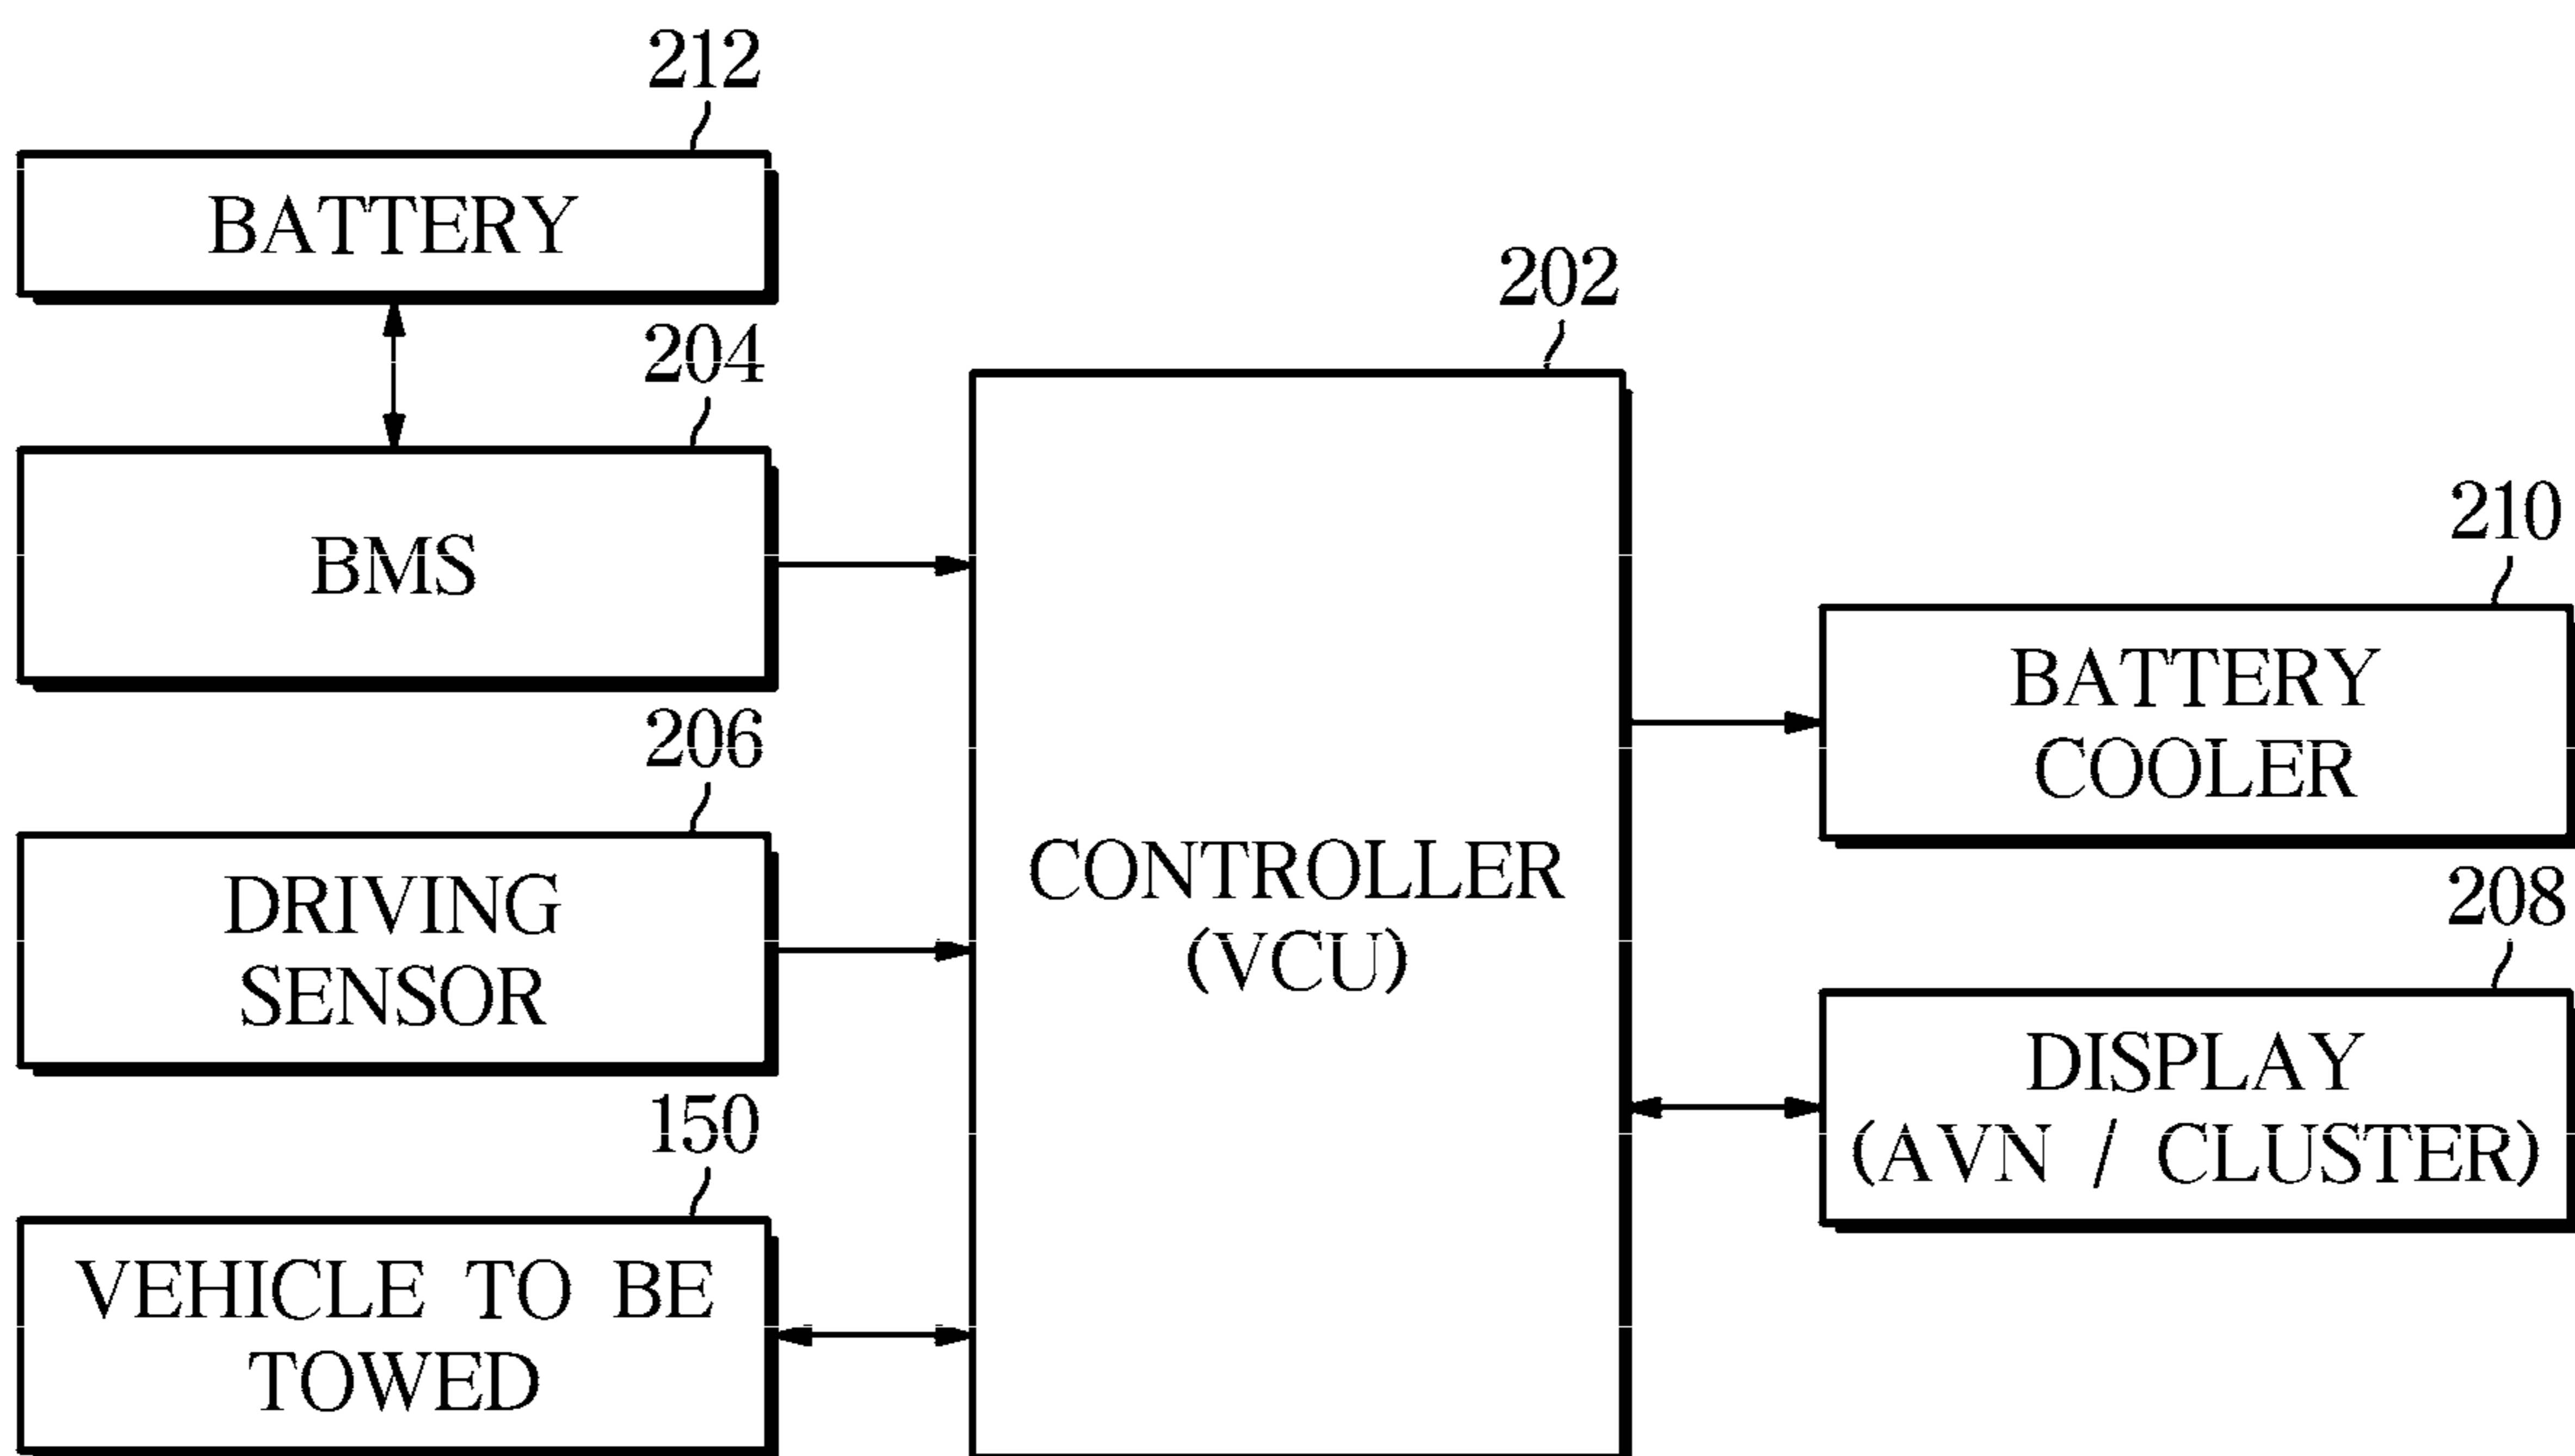 212
BATTERY
204
BMS
206
DRIVING
SENSOR
150
VEHICLE TO BE
TOWED
202
CONTROLLER
(VCU)
210
BATTERY
COOLER
208
DISPLAY
(AVN / CLUSTER)